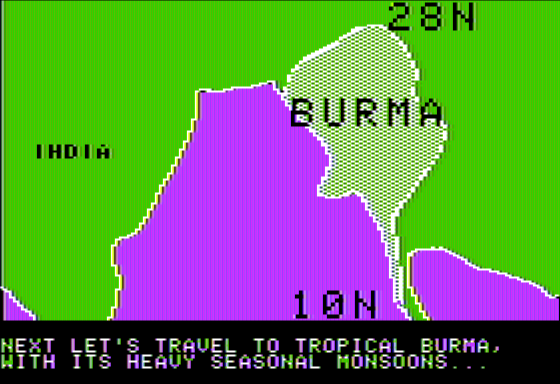 28N
BURMA
INDIA
10N
NEXT LET'S TRAVEL TO TROPICAL BURMA,
WITH ITS HEAVY SEASONAL MONSOONS...